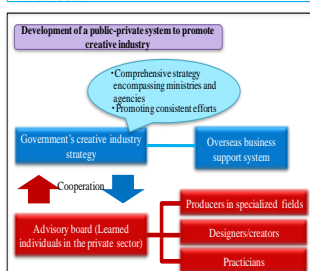 Development of a public-private system to promote
creative industry
•Comprehensive strategy
encompassing ministries and
agencies
•Promoting consistent efforts
Government's creative industry
strategy
Overseas business
support system
Cooperation
Advisory board (Learned
individuals in the private sector)
Producers in specialized fields
Designers/creators
Practicians